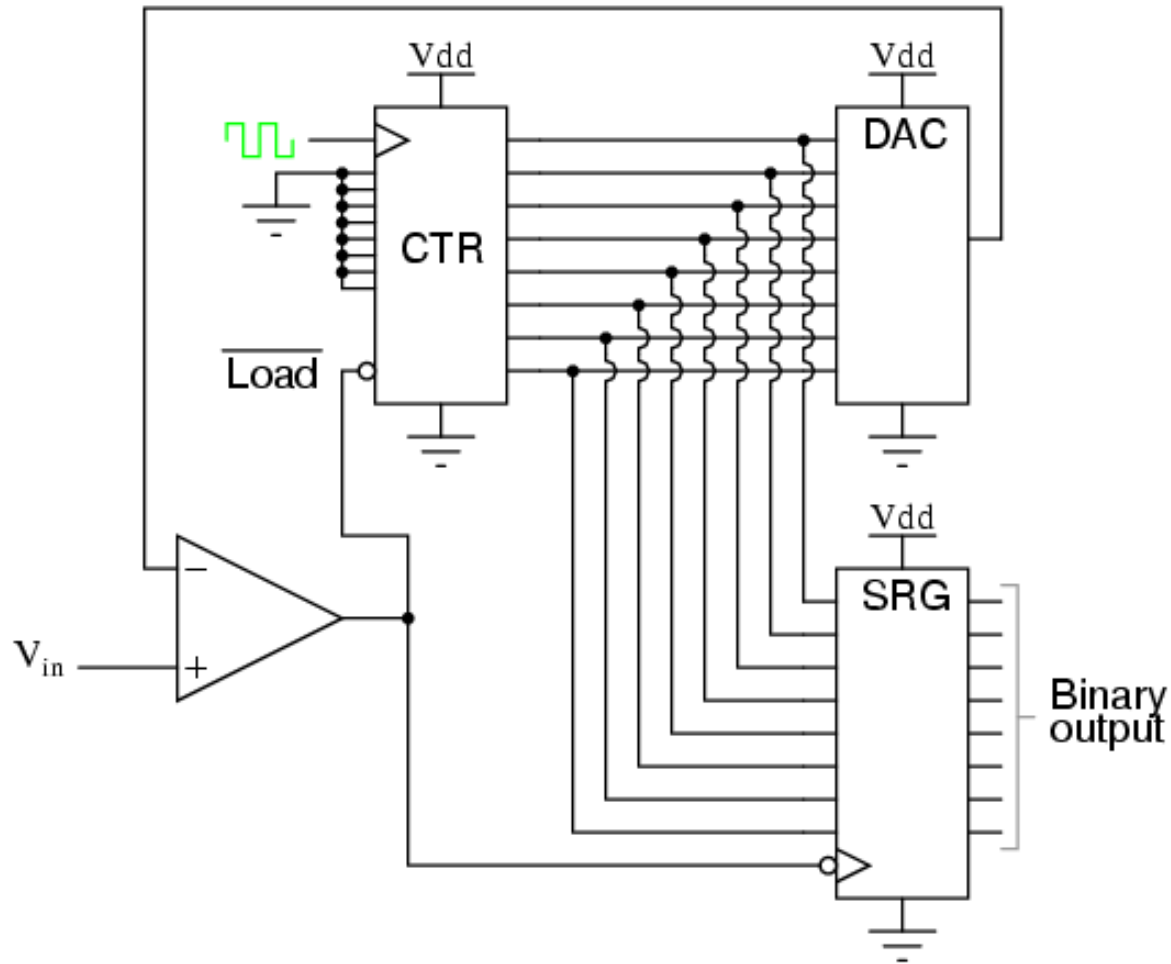 Vdd
Vdd
DAC
CTR
Load
Vdd
SRG
−
Vin
+
Binary
output